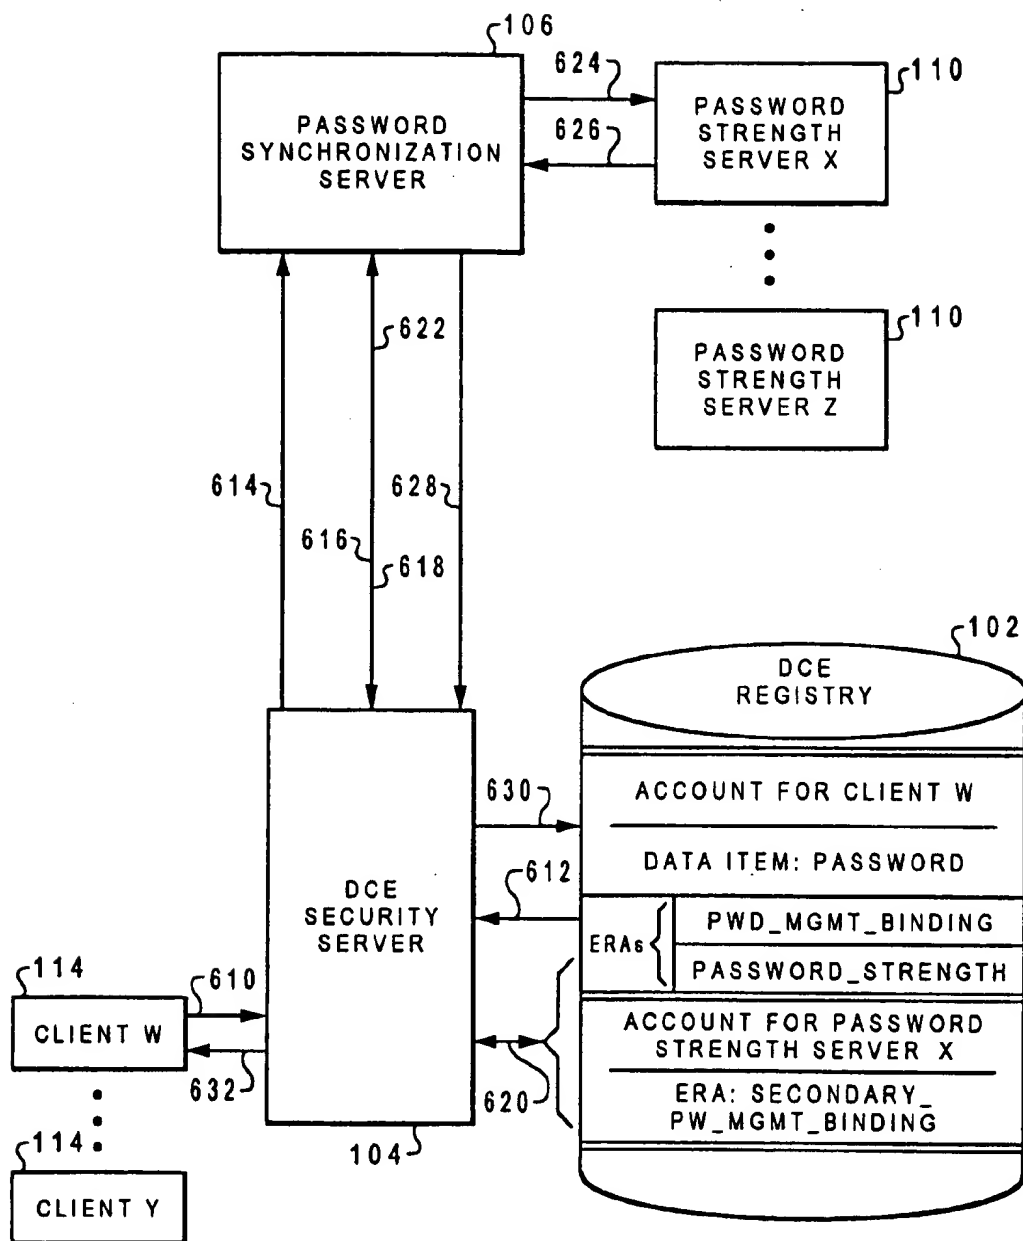 106
PASSWORD
SYNCHRONIZATION
SERVER
624
626
110
PASSWORD
STRENGTH
SERVER X
110
PASSWORD
STRENGTH
SERVER Z
622
614
628
616
618
102
DCE
REGISTRY
ACCOUNT FOR CLIENT W
DATA ITEM: PASSWORD
ERAs
PWD_MGMT_BINDING
PASSWORD_STRENGTH
ACCOUNT FOR PASSWORD
STRENGTH SERVER X
ERA: SECONDARY_
PW_MGMT_BINDING
630
612
DCE
SECURITY
SERVER
620
104
114
610
CLIENT W
632
114
CLIENT Y